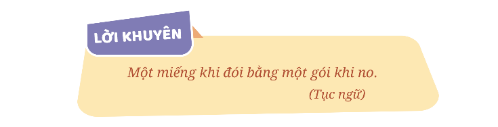 LỜI KHUYÊN
Một miếng khi đói bằng một gói khi no.
(Tục ngữ)